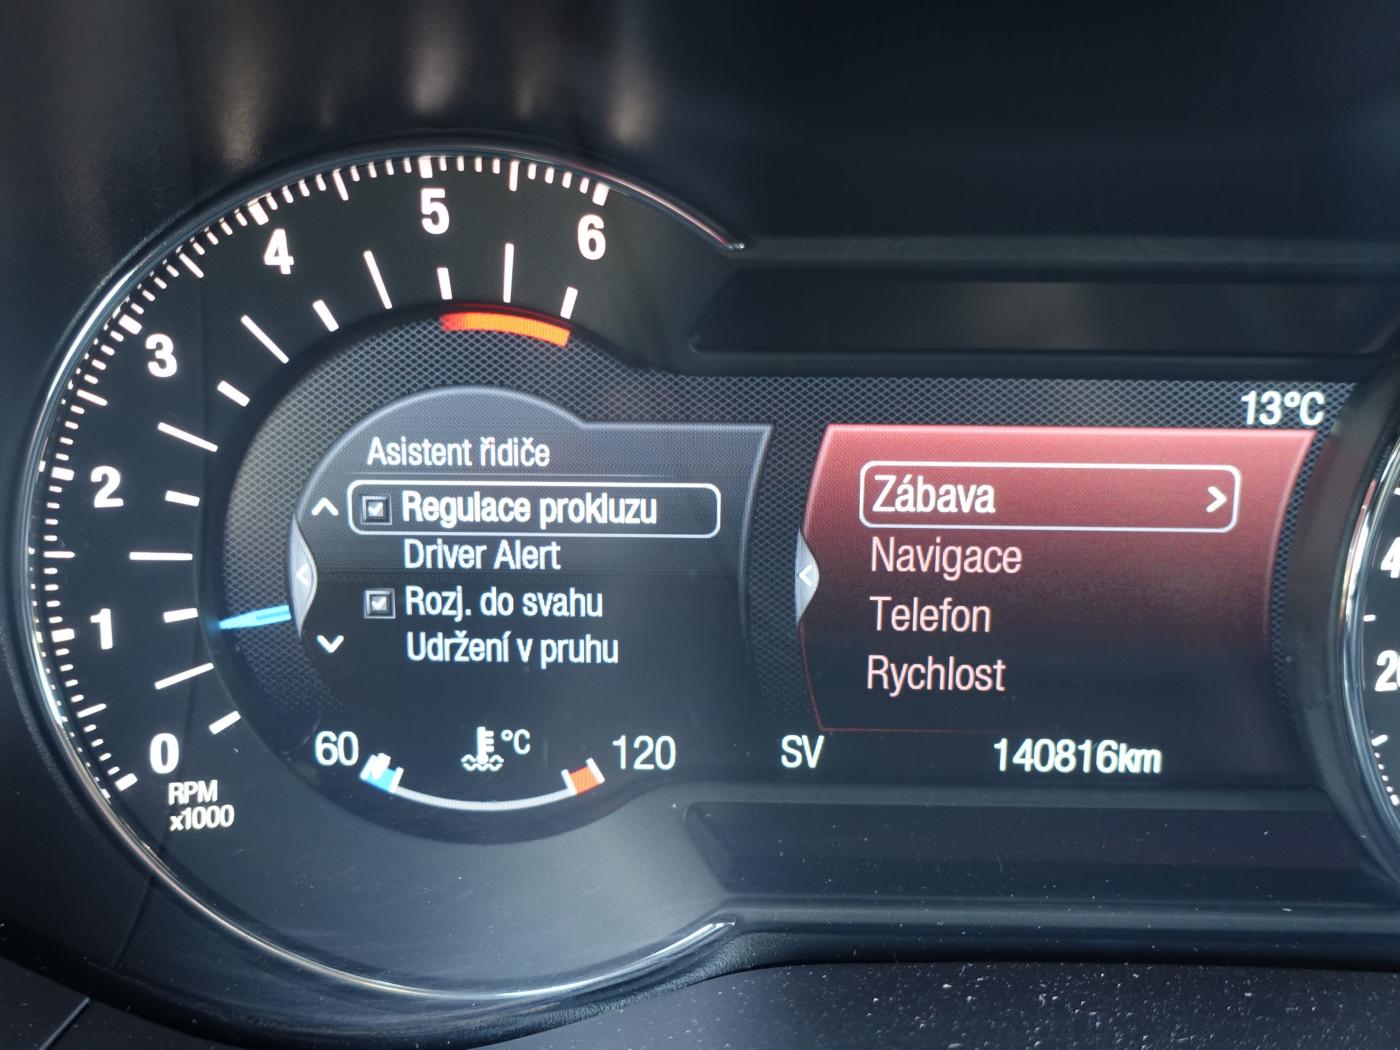 5
6
4
3
2
1
0
RPM
x1000
13°C
Asistent řidiče
Regulace prokluzu
Driver Alert
Rozj. do svahu
Udržení v pruhu
60
°C
120
Zábava
Navigace
Telefon
Rychlost
SV
140816km